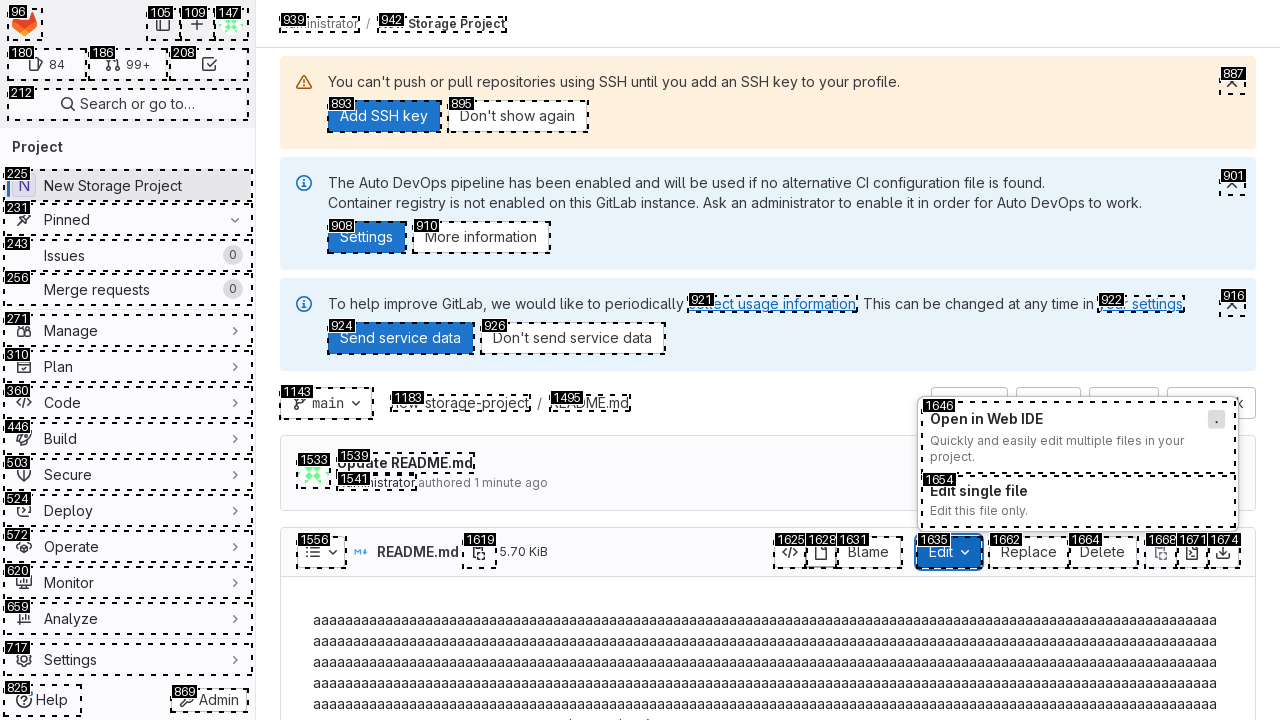 96
105
109
147
180
84
186
99+
208
212
Search or go to…
Project
225
N
New Storage Project
231
Pinned
243
Issues
0
256
Merge requests
0
271
Manage
310
Plan
360
Code
446
Build
503
Secure
524
Deploy
572
Operate
620
Monitor
659
Analyze
717
Settings
825
Help
869
Admin
939
administrator
/
942
Storage Project
You can't push or pull repositories using SSH until you add an SSH key to your profile.
887
893
Add SSH key
895
Don't show again
The Auto DevOps pipeline has been enabled and will be used if no alternative CI configuration file is found.
901
Container registry is not enabled on this GitLab instance. Ask an administrator to enable it in order for Auto DevOps to work.
908
Settings
910
More information
To help improve GitLab, we would like to periodically
921
collect usage information
. This can be changed at any time in
922
your settings
.
916
924
Send service data
926
Don't send service data
1143
main
1183
new-storage-project
/
1495
README.md
1646
Open in Web IDE
.
Quickly and easily edit multiple files in your
project.
1654
Edit single file
Edit this file only.
1533
1539
Update README.md
1541
Administrator
authored 1 minute ago
1556
README.md
1619
5.70 KiB
1625
1628
1631
Blame
1635
Edit
1662
Replace
1664
Delete
1668
1671
1674